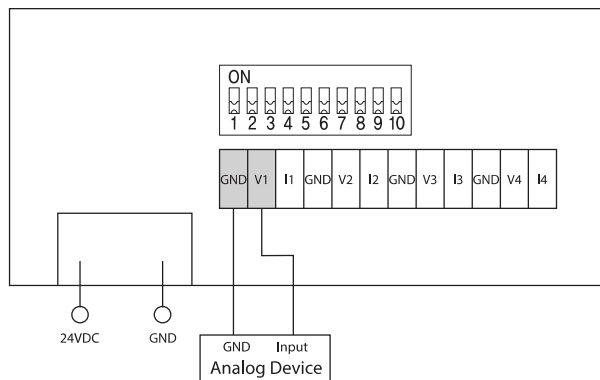 ON
1 2 3 4 5 6 7 8 9 10
GND V1 I1 GND V2 I2 GND V3 I3 GND V4 I4
24VDC GND
GND Input
Analog Device